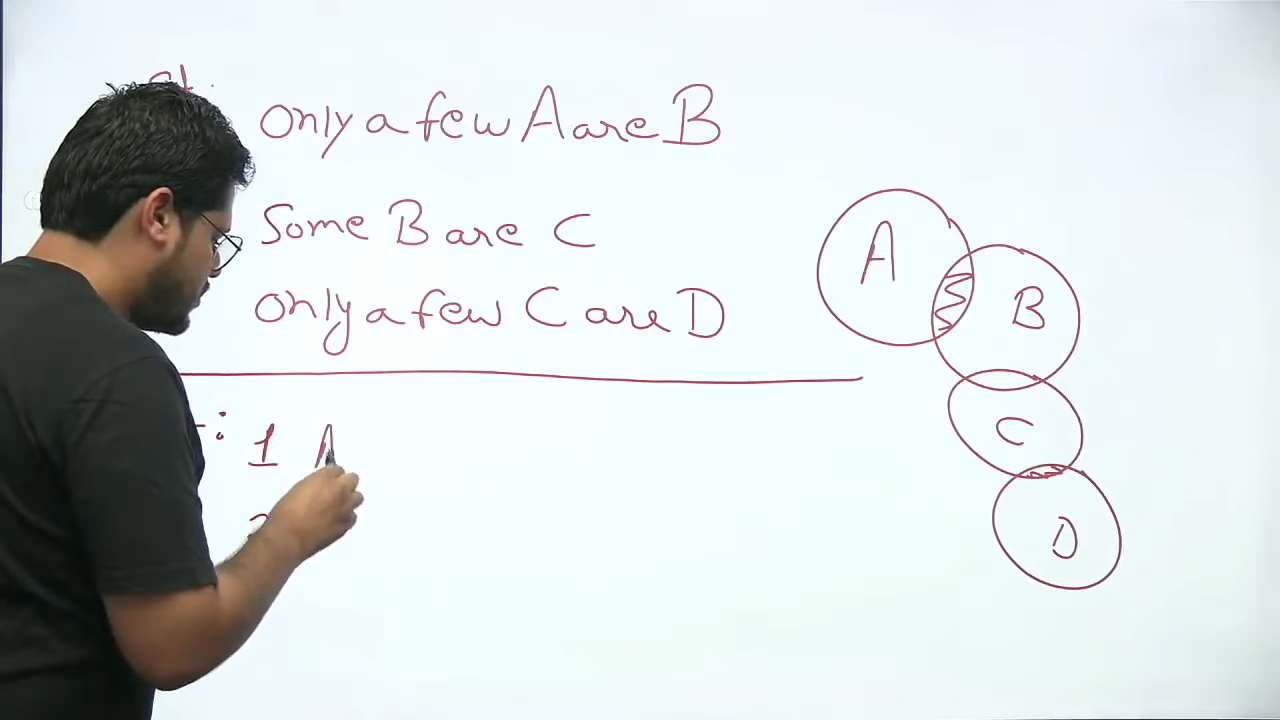 only a few A are B
Some B are C
only a few C are D
1 A
A
B
C
D